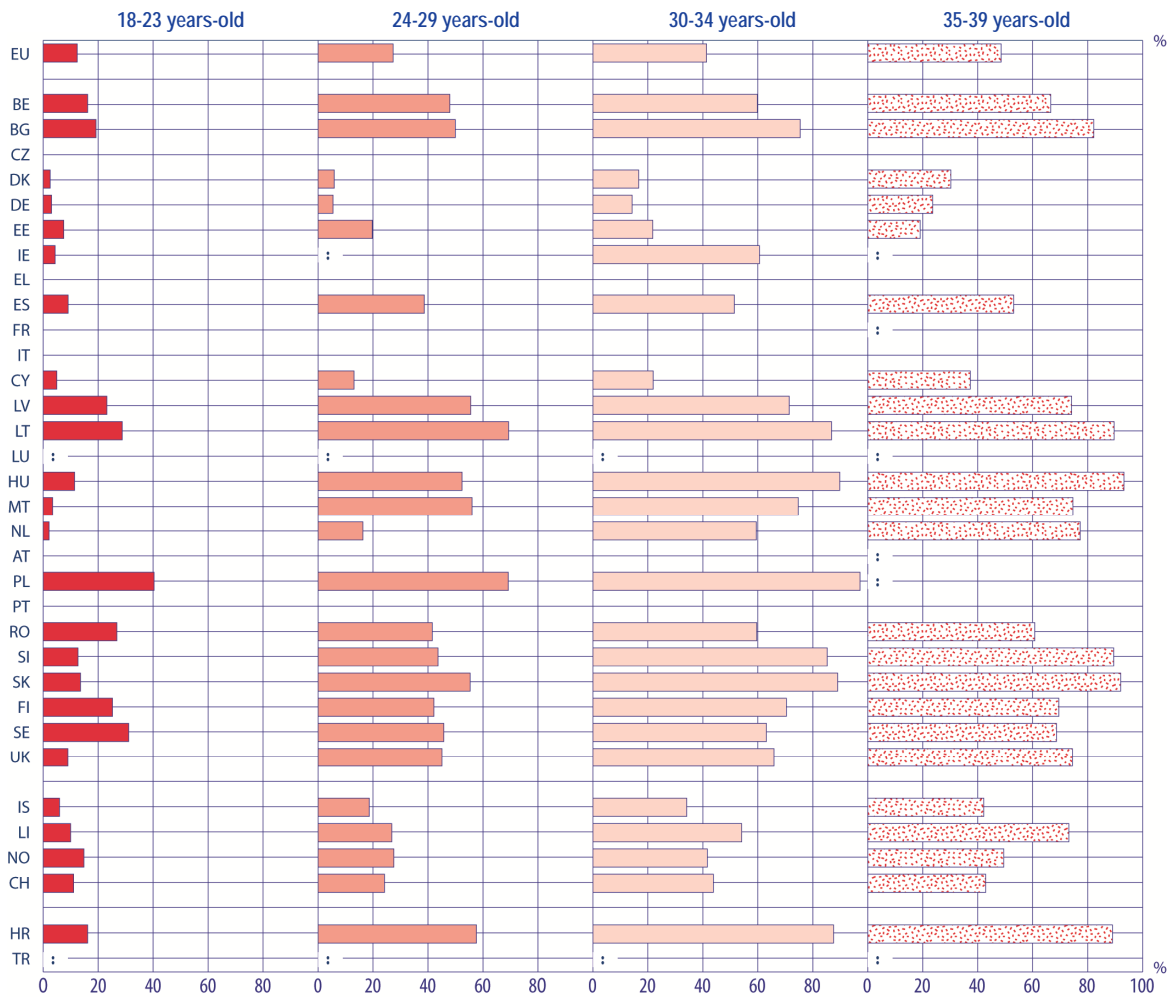 18-23 years-old 24-29 years-old 30-34 years-old 35-39 years-old
EU %
BE
BG
CZ
DK
DE
EE
IE : :
EL
ES
FR :
IT
CY
LV
LT
LU : : : :
HU
MT
NL
AT :
PL :
PT
RO
SI
SK
FI
SE
UK
IS
LI
NO
CH
HR
TR : : : :
%
0 20 40 60 80 0 20 40 60 80 0 20 40 60 80 0 20 40 60 80 100